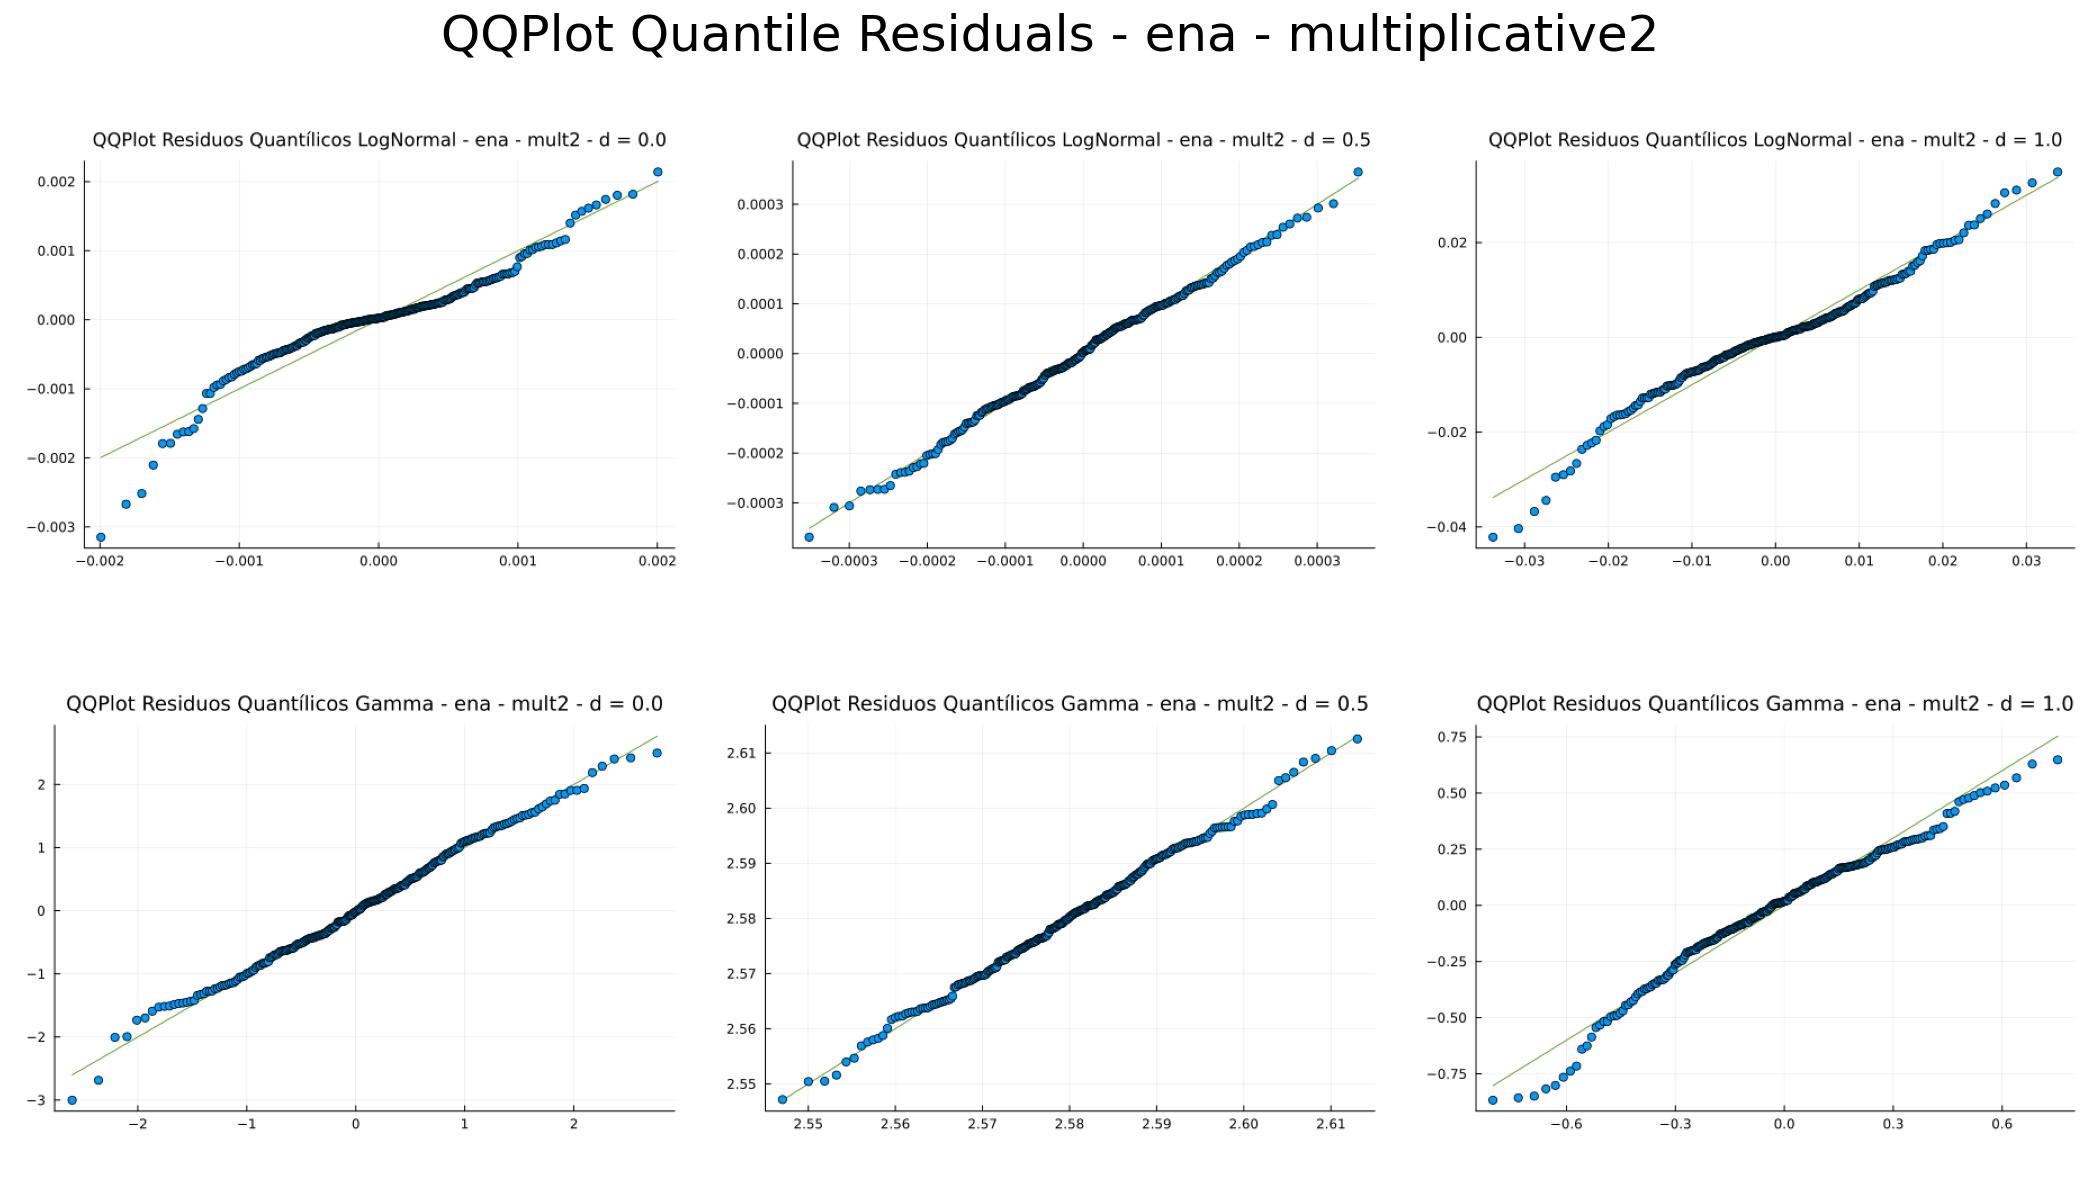 QQPlot Quantile Residuals - ena - multiplicative2
QQPlot Residuos Quantílicos LogNormal - ena - mult2 - d = 0.0
0.002
0.001
0.000
−0.001
−0.002
−0.003
−0.002 −0.001 0.000 0.001 0.002
QQPlot Residuos Quantílicos LogNormal - ena - mult2 - d = 0.5
0.0003
0.0002
0.0001
0.0000
−0.0001
−0.0002
−0.0003
−0.0003 −0.0002 −0.0001 0.0000 0.0001 0.0002 0.0003
QQPlot Residuos Quantílicos LogNormal - ena - mult2 - d = 1.0
0.02
0.00
−0.02
−0.04
−0.03 −0.02 −0.01 0.00 0.01 0.02 0.03
QQPlot Residuos Quantílicos Gamma - ena - mult2 - d = 0.0
2
1
0
−1
−2
−3
−2 −1 0 1 2
QQPlot Residuos Quantílicos Gamma - ena - mult2 - d = 0.5
2.61
2.60
2.59
2.58
2.57
2.56
2.55
2.55 2.56 2.57 2.58 2.59 2.60 2.61
QQPlot Residuos Quantílicos Gamma - ena - mult2 - d = 1.0
0.75
0.50
0.25
0.00
−0.25
−0.50
−0.75
−0.6 −0.3 0.0 0.3 0.6